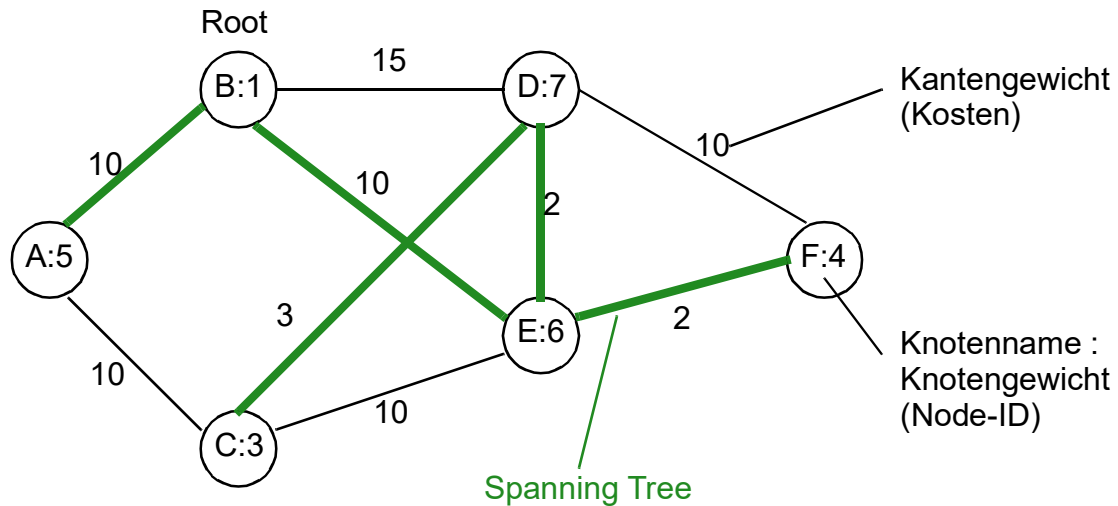 Root
15
B:1
D:7
Kantengewicht
(Kosten)
10
10
10
2
A:5
F:4
3
2
E:6
Knotenname :
Knotengewicht
(Node-ID)
10
10
C:3
Spanning Tree